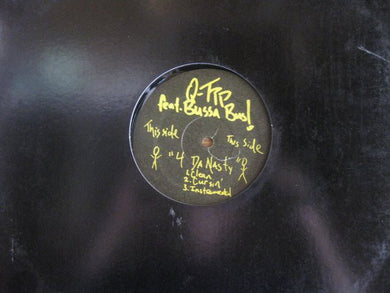 Q-TIP
feat. Bussa Bus!
This side
This side
"4 DA NASTY"
1. Clean
2. Cursin'
3. Instrumental